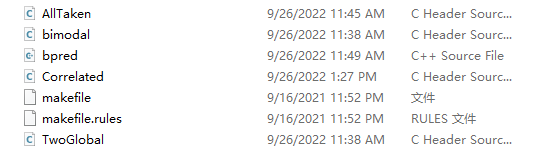 AllTaken 9/26/2022 11:45 AM C Header Sourc...
bimodal 9/26/2022 11:38 AM C Header Sourc...
bpred 9/26/2022 11:49 AM C++ Source File
Correlated 9/26/2022 1:27 PM C Header Sourc...
makefile 9/16/2021 11:52 PM 文件
makefile.rules 9/16/2021 11:52 PM RULES 文件
TwoGlobal 9/26/2022 11:38 AM C Header Sourc...